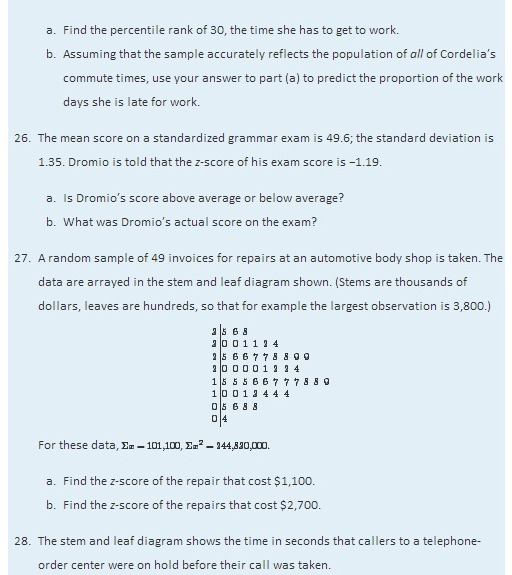 a. Find the percentile rank of 30, the time she has to get to work.
b. Assuming that the sample accurately reflects the population of all of Cordelia's
commute times, use your answer to part (a) to predict the proportion of the work
days she is late for work.
26. The mean score on a standardized grammar exam is 49.6; the standard deviation is
1.35. Dromio is told that the z-score of his exam score is −1.19.
a. Is Dromio's score above average or below average?
b. What was Dromio's actual score on the exam?
27. A random sample of 49 invoices for repairs at an automotive body shop is taken. The
data are arrayed in the stem and leaf diagram shown. (Stems are thousands of
dollars, leaves are hundreds, so that for example the largest observation is 3,800.)
3|5 6 8
3|0 0 1 1 4
2|5 6 6 7 7 8 8 9 9
2|0 0 0 0 1 4
1|5 5 5 6 6 7 7 7 8 8 9
1|0 0 1 4 4 4
0|5 6 8 8
0|4
For these data, Σx = 101,100, Σx² = 244,830,000.
a. Find the z-score of the repair that cost $1,100.
b. Find the z-score of the repairs that cost $2,700.
28. The stem and leaf diagram shows the time in seconds that callers to a telephone-
order center were on hold before their call was taken.